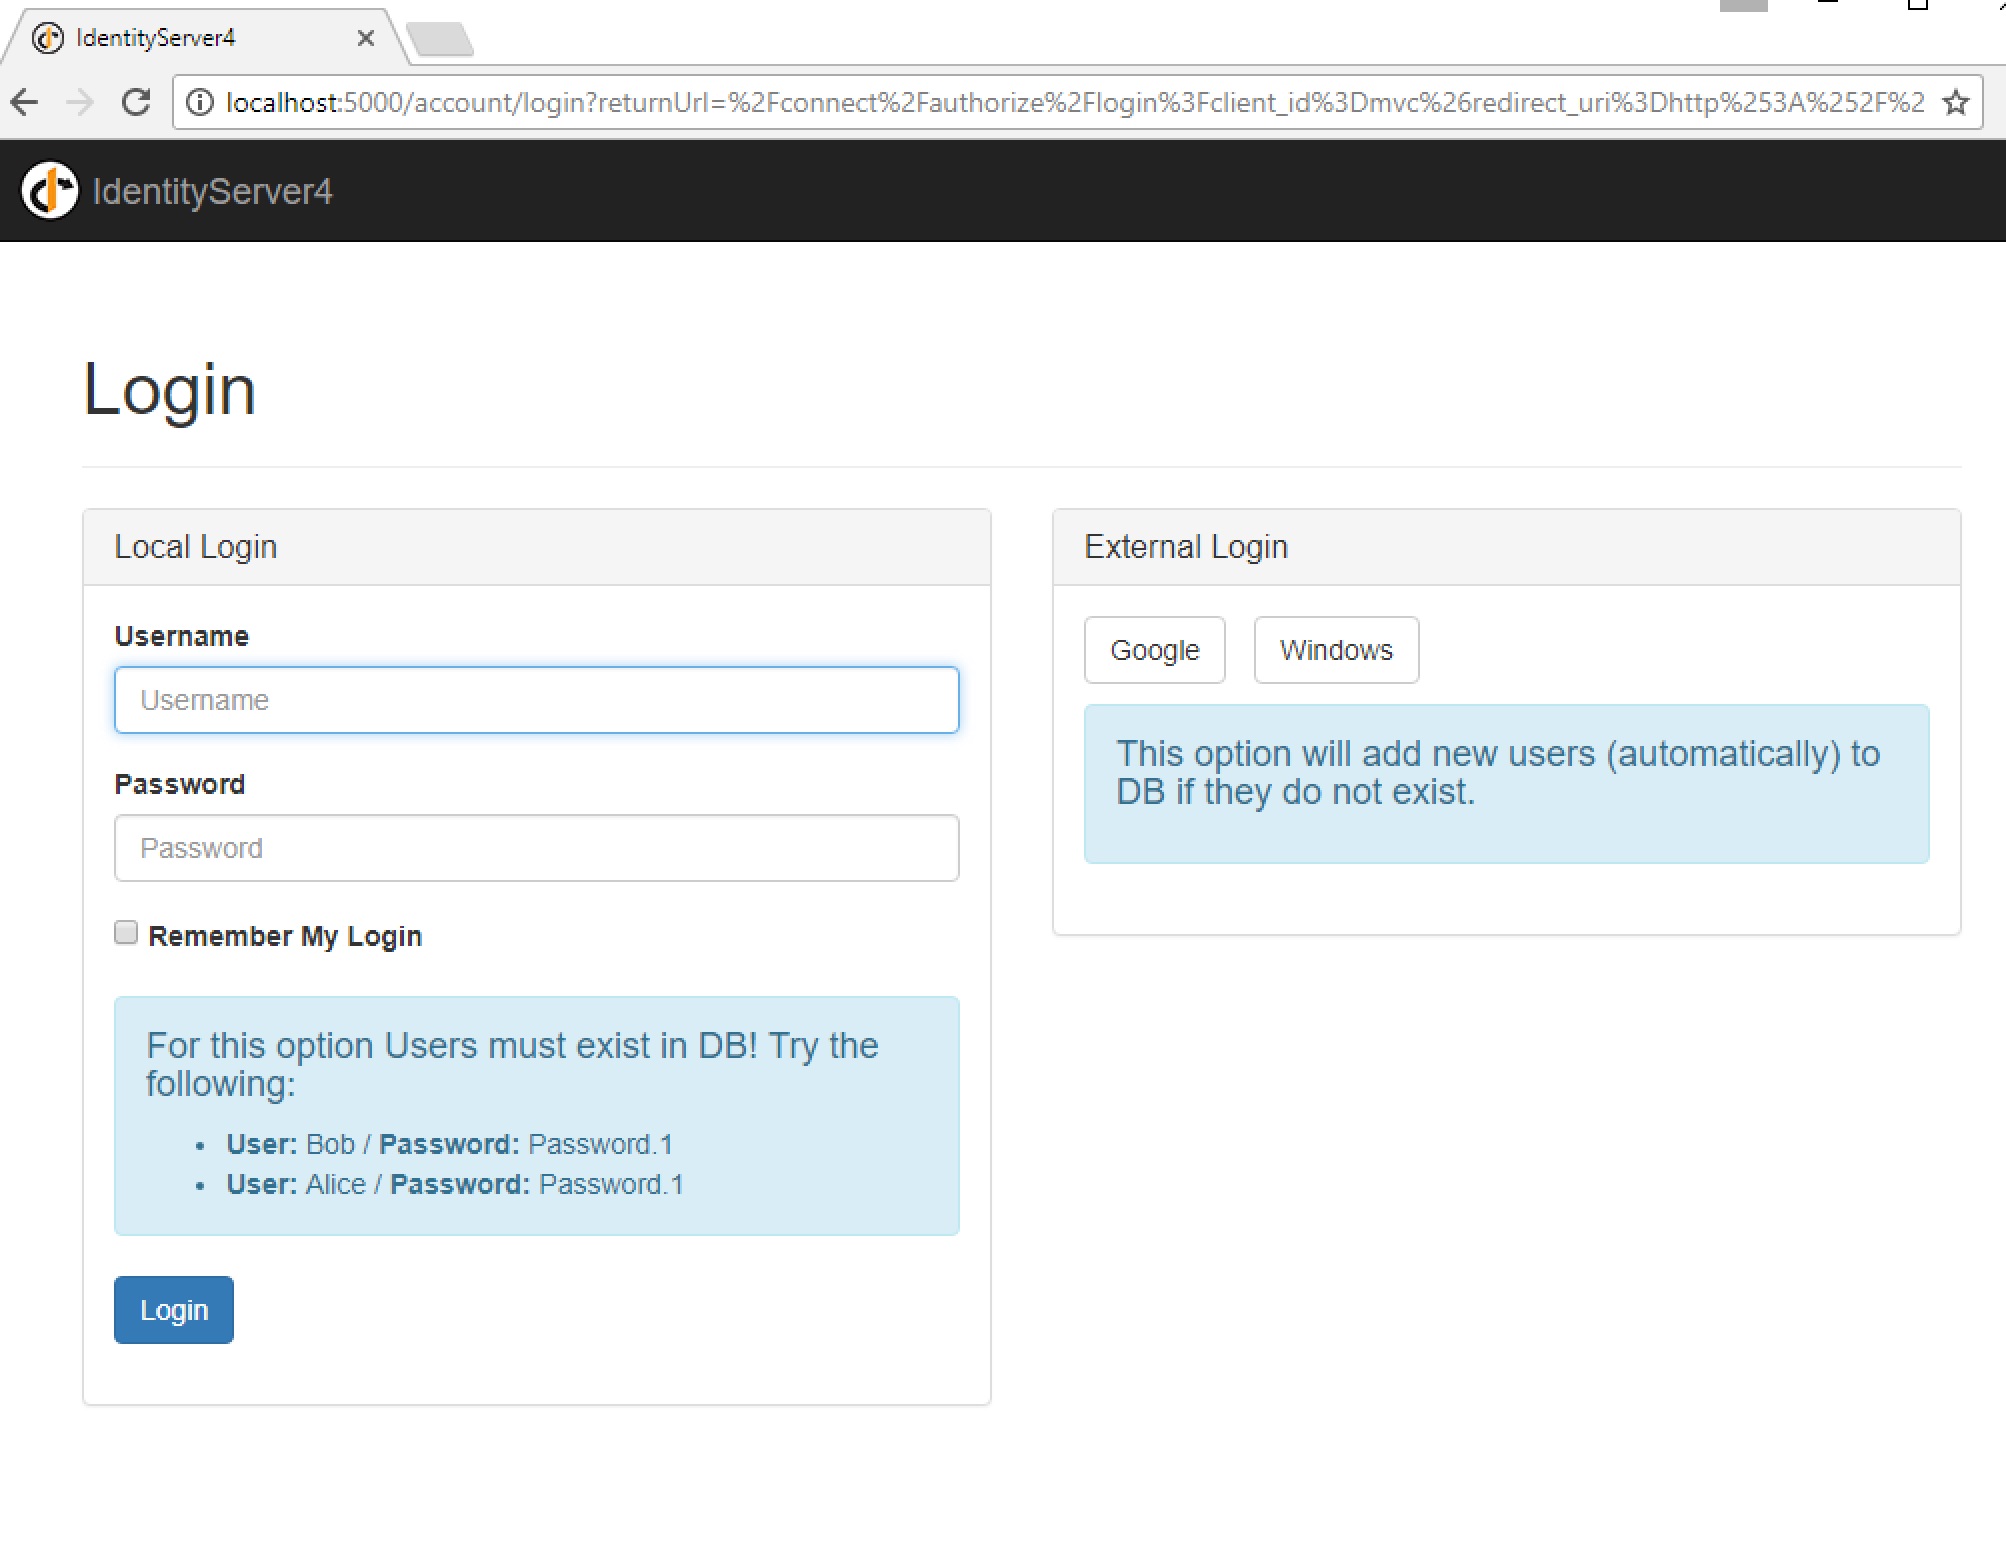 IdentityServer4
localhost:5000/account/login?returnUrl=%2Fconnect%2Fauthorize%2Flogin%3Fclient_id%3Dmvc%26redirect_uri%3Dhttp%253A%252F%2
IdentityServer4
Login
Local Login
Username
Username
Password
Password
Remember My Login
For this option Users must exist in DB! Try the
following:
• User: Bob / Password: Password.1
• User: Alice / Password: Password.1
Login
External Login
Google Windows
This option will add new users (automatically) to
DB if they do not exist.